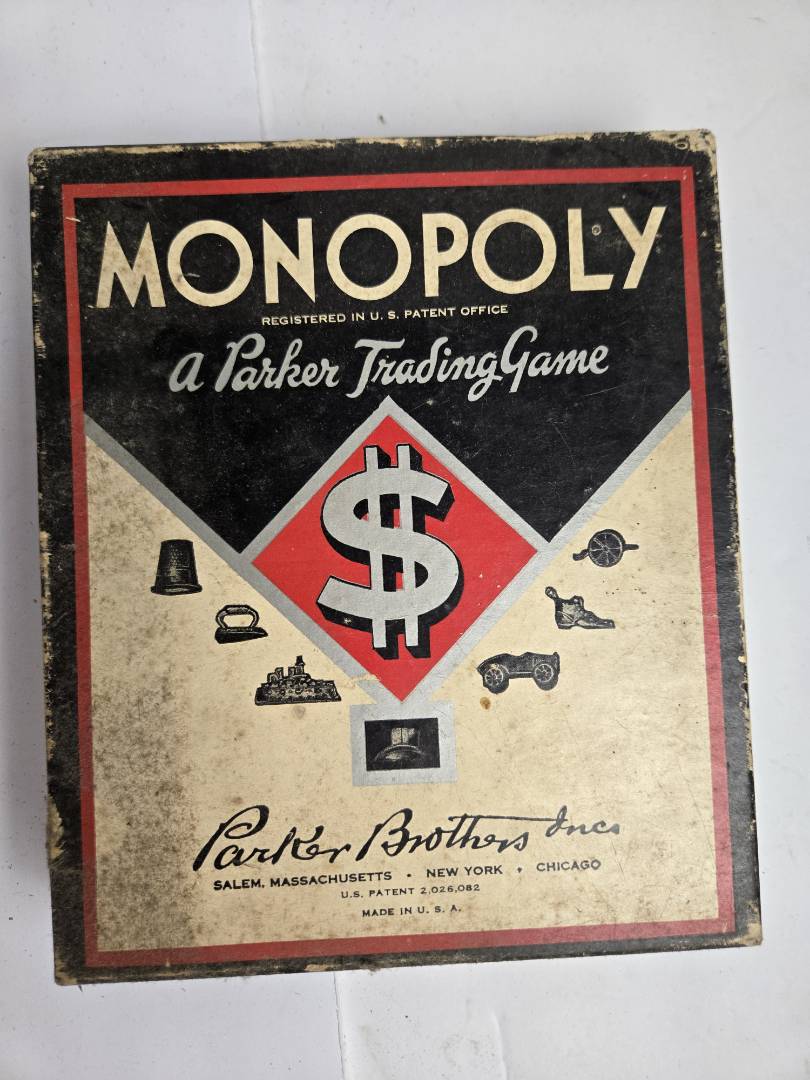 MONOPOLY
REGISTERED IN U. S. PATENT OFFICE
a Parker Trading Game
$
Parker Brothers Inc.
SALEM, MASSACHUSETTS • NEW YORK • CHICAGO
U.S. PATENT 2,026,082
MADE IN U. S. A.